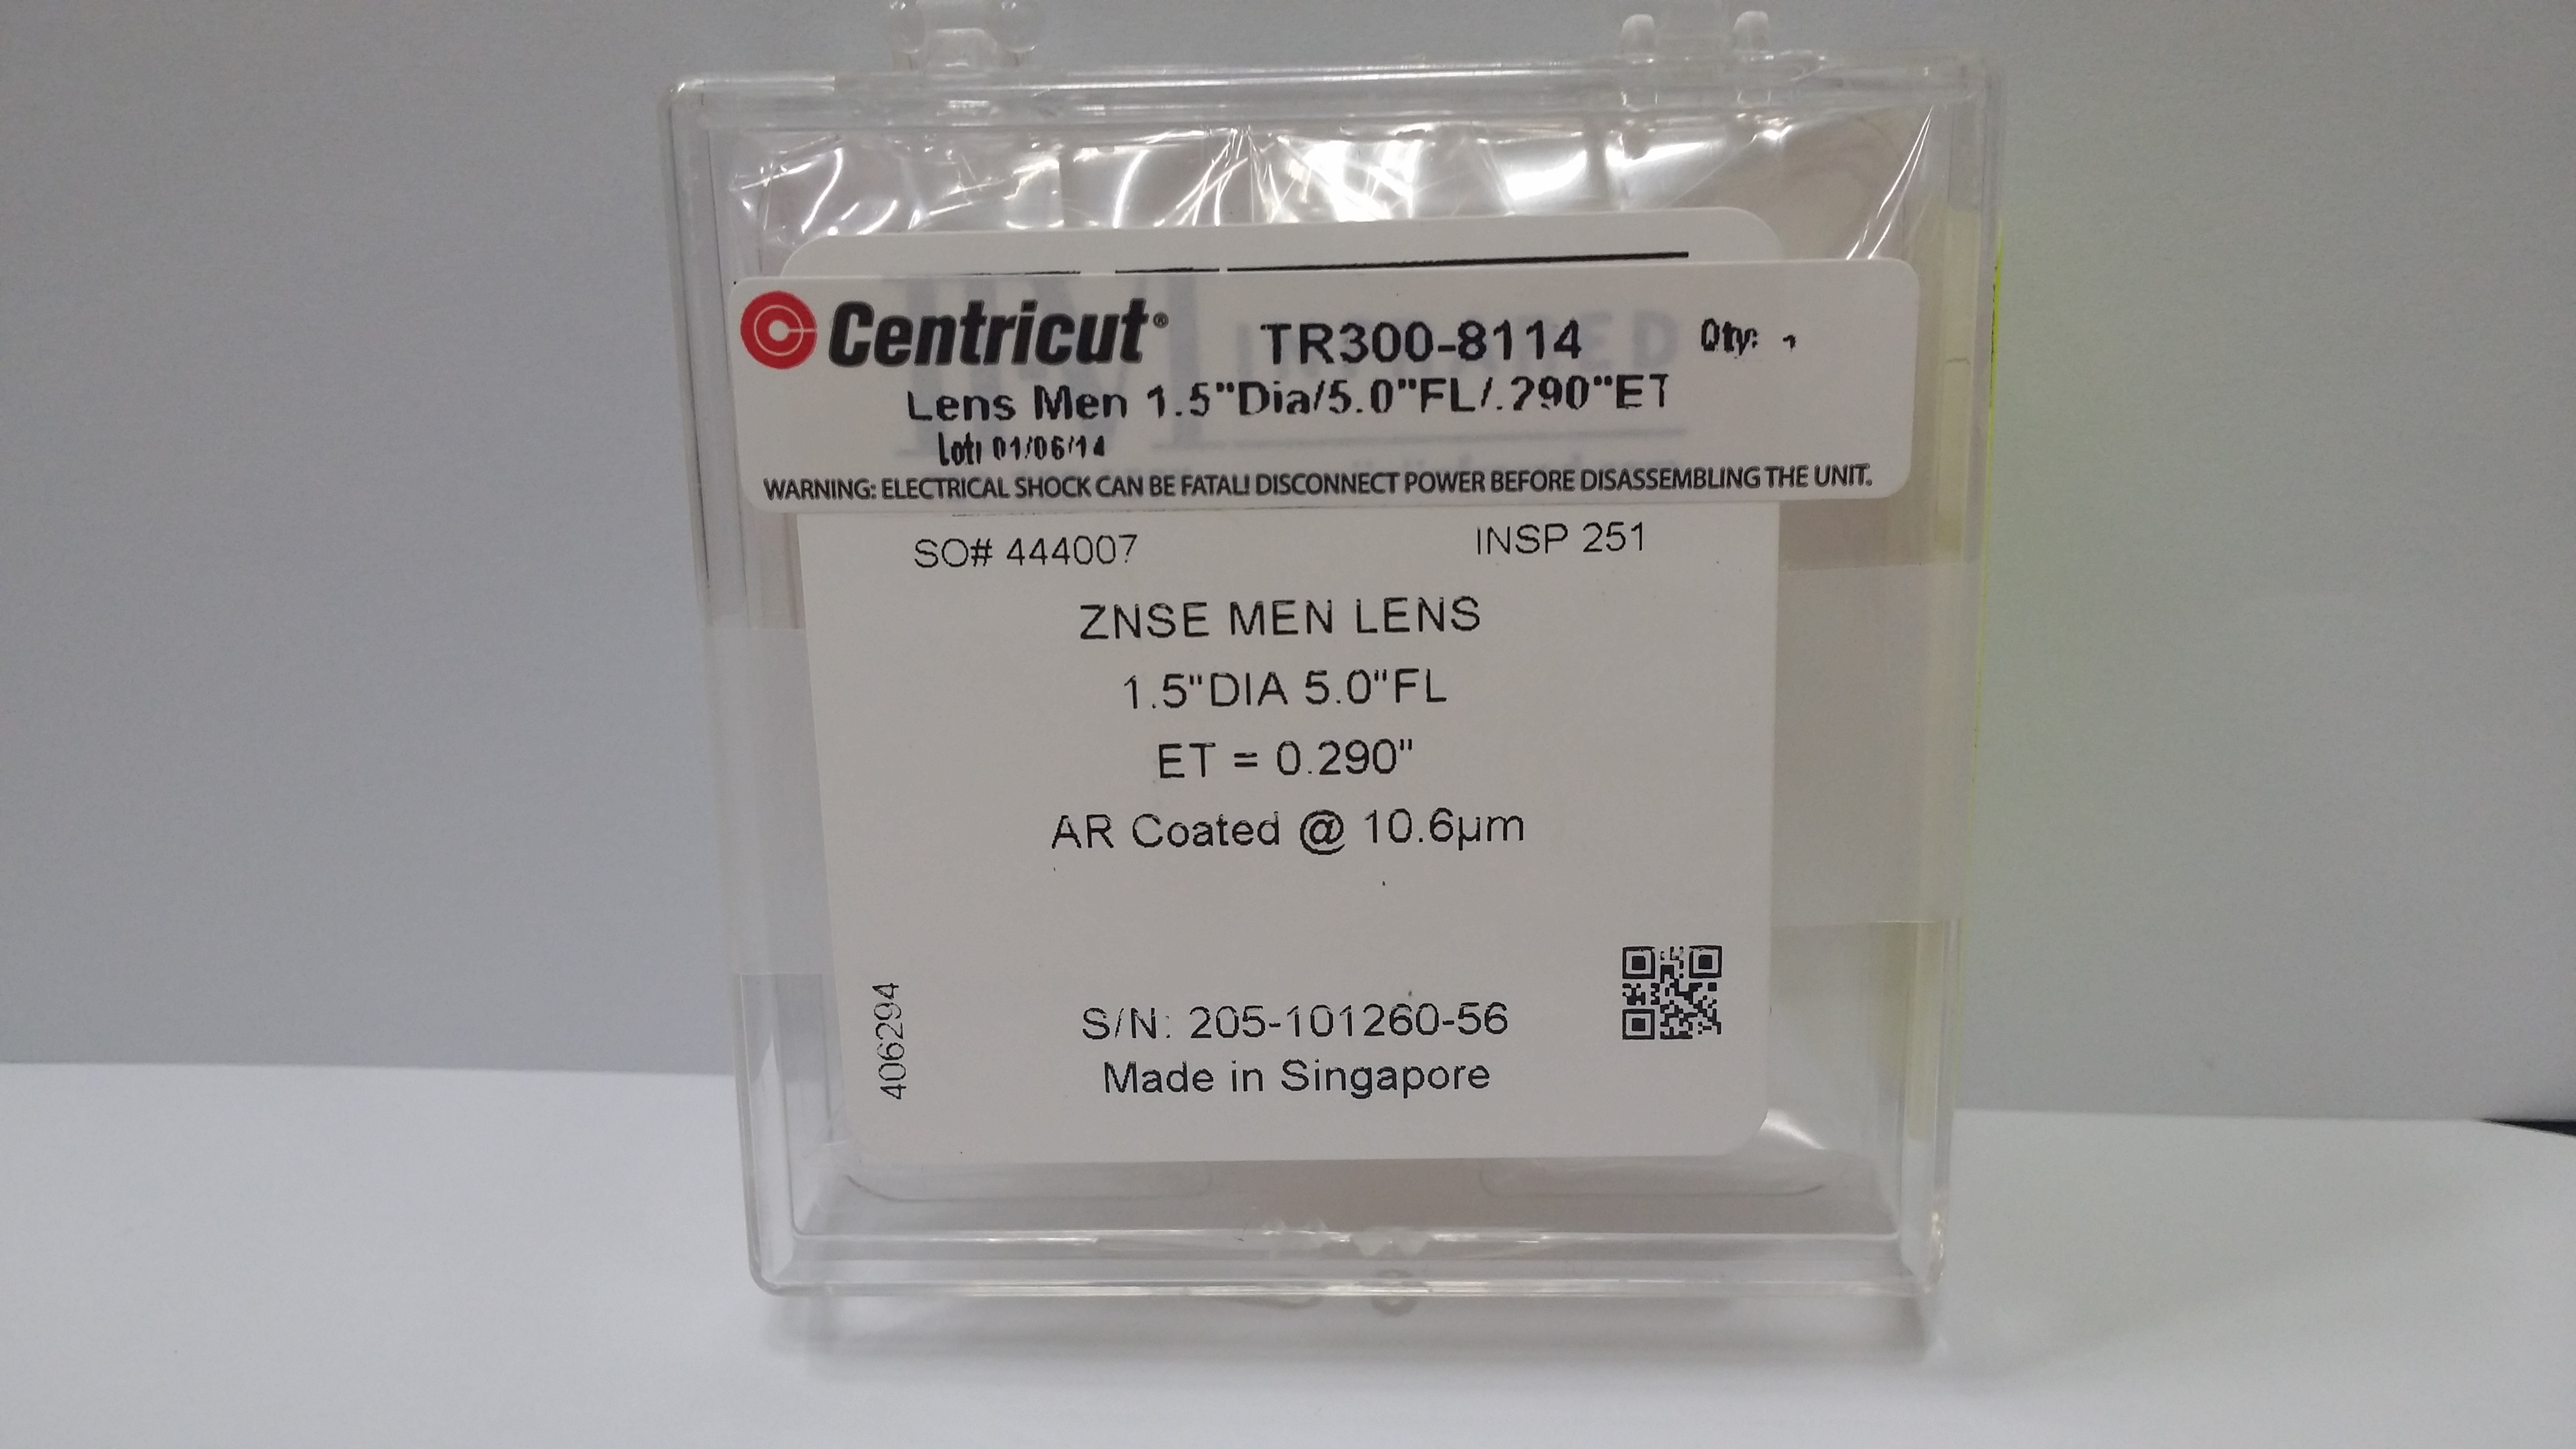 Centricut® TR300-8114 Qty: 1
Lens Men 1.5"Dia/5.0"FL/.290"ET
Lot: 01/06/14
WARNING: ELECTRICAL SHOCK CAN BE FATAL! DISCONNECT POWER BEFORE DISASSEMBLING THE UNIT.
SO# 444007 INSP 251
ZNSE MEN LENS
1.5"DIA 5.0"FL
ET = 0.290"
AR Coated @ 10.6µm
406294
S/N: 205-101260-56
Made in Singapore